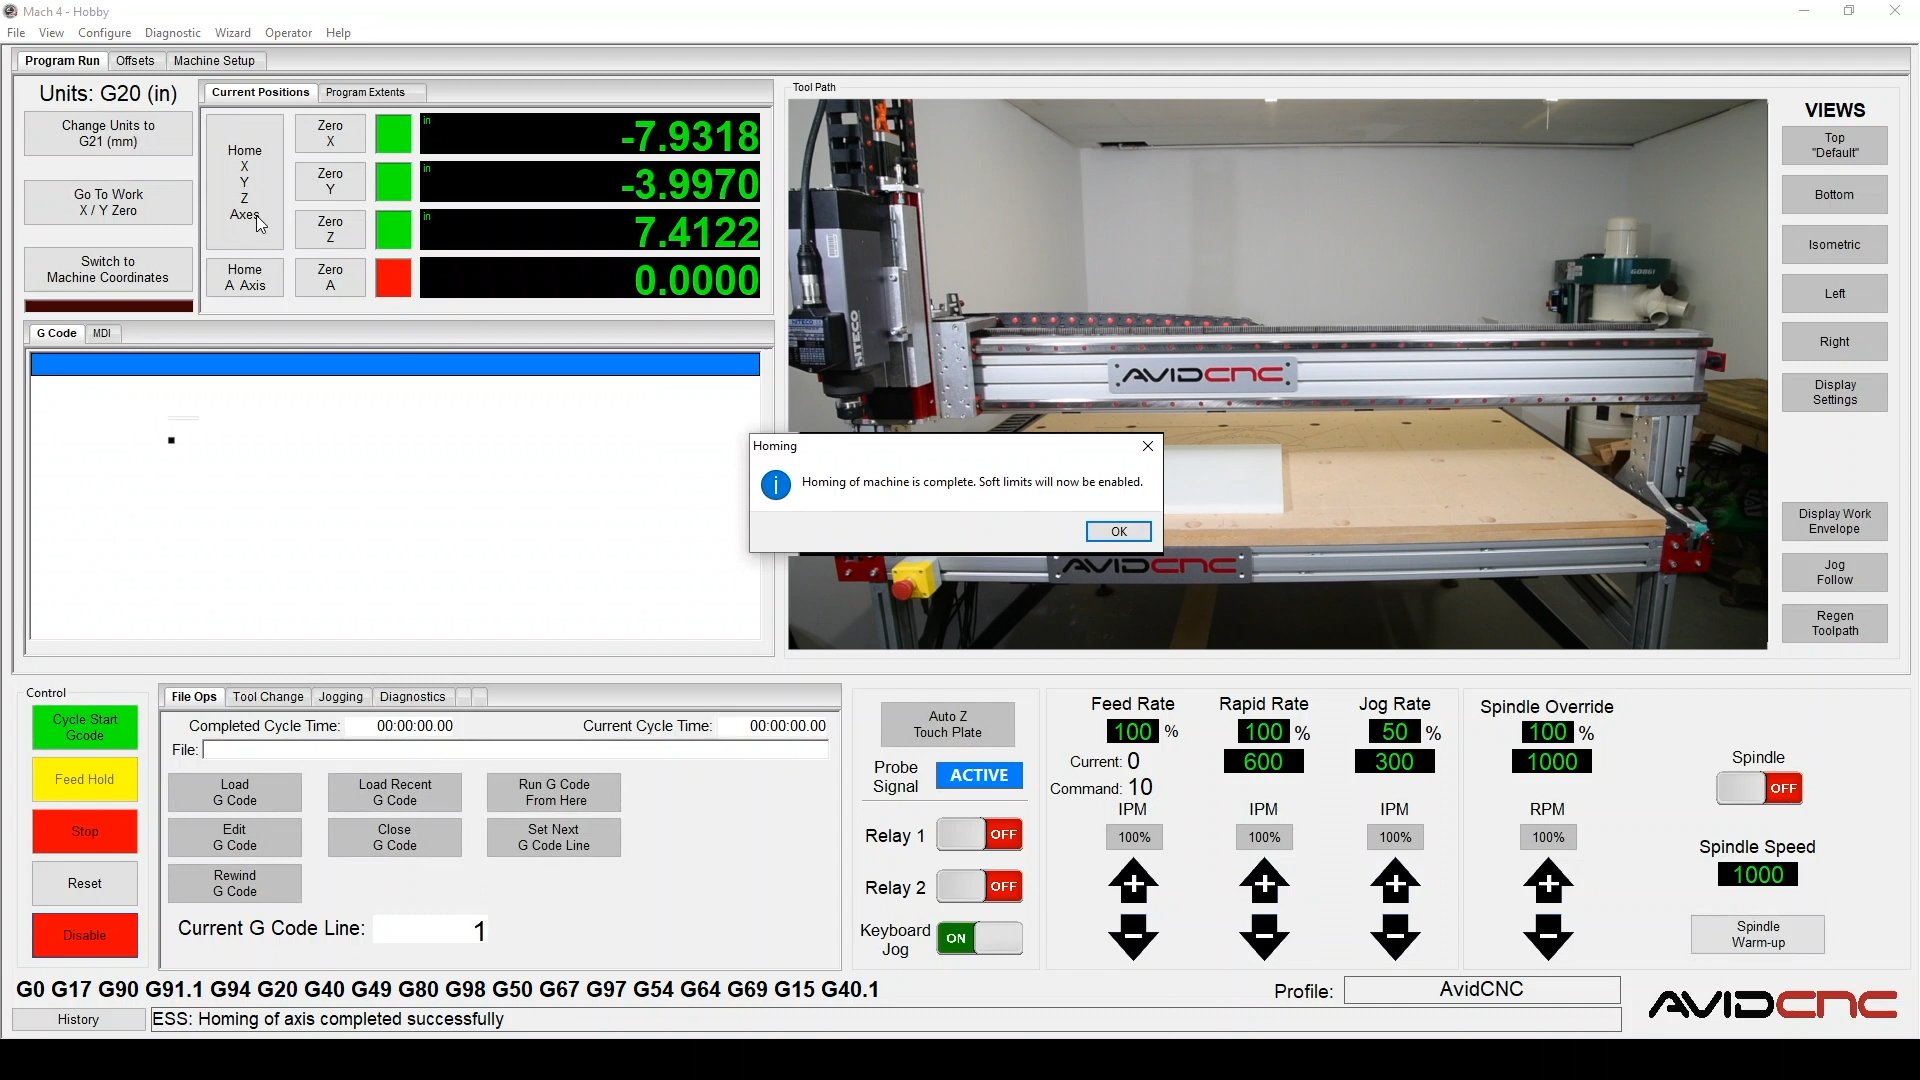 Mach 4 - Hobby
File View Configure Diagnostic Wizard Operator Help
Program Run Offsets Machine Setup
Units: G20 (in)
Change Units to
G21 (mm)
Go To Work
X / Y Zero
Switch to
Machine Coordinates
Current Positions Program Extents
Home
X
Y
Z
Axes
Zero
X
in
-7.9318
Zero
Y
in
-3.9970
Zero
Z
in
7.4122
Home
A Axis
Zero
A
0.0000
G Code MDI
Tool Path
HITECO
HITECO
G0861
AVIDCNC
AVIDCNC
Homing
Homing of machine is complete. Soft limits will now be enabled.
OK
VIEWS
Top
"Default"
Bottom
Isometric
Left
Right
Display
Settings
Display Work
Envelope
Jog
Follow
Regen
Toolpath
Control
Cycle Start
Gcode
Feed Hold
Stop
Reset
Disable
File Ops Tool Change Jogging Diagnostics
Completed Cycle Time: 00:00:00.00 Current Cycle Time: 00:00:00.00
File:
Load
G Code
Load Recent
G Code
Run G Code
From Here
Edit
G Code
Close
G Code
Set Next
G Code Line
Rewind
G Code
Current G Code Line: 1
Auto Z
Touch Plate
Probe
Signal
ACTIVE
Relay 1 OFF
Relay 2 OFF
Keyboard
Jog
ON
Feed Rate
100 %
Current: 0
Command: 10
IPM
100%
+
-
Rapid Rate
100 %
600
IPM
100%
+
-
Jog Rate
50 %
300
IPM
100%
+
-
Spindle Override
100 %
1000
RPM
100%
+
-
Spindle
OFF
Spindle Speed
1000
Spindle
Warm-up
G0 G17 G90 G91.1 G94 G20 G40 G49 G80 G98 G50 G67 G97 G54 G64 G69 G15 G40.1
Profile: AvidCNC
AVIDCNC
History ESS: Homing of axis completed successfully